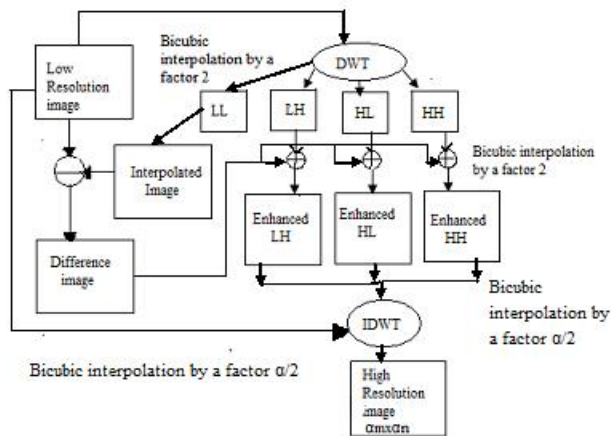 Low
Resolution
image
Bicubic
interpolation by a
factor 2
DWT
LL
LH
HL
HH
Interpolated
Image
Bicubic interpolation
by a factor 2
Difference
image
Enhanced
LH
Enhanced
HL
Enhanced
HH
Bicubic
interpolation by
a factor α/2
IDWT
Bicubic interpolation by a factor α/2
High
Resolution
image
αmxαn